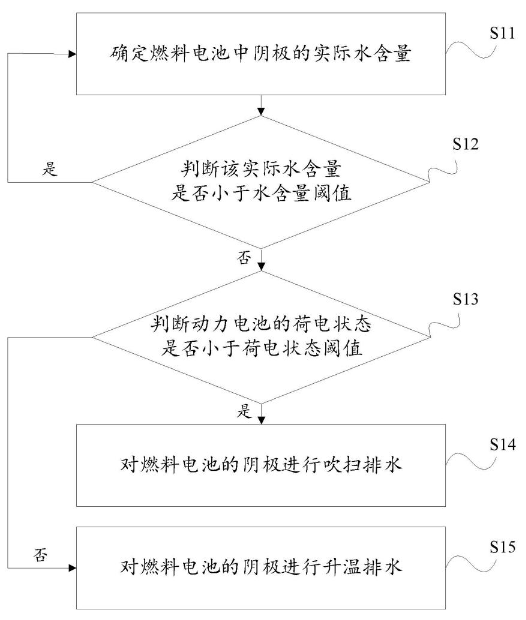 确定燃料电池中阴极的实际水含量
S11
判断该实际水含量
是否小于水含量阈值
S12
是
否
判断动力电池的荷电状态
是否小于荷电状态阈值
S13
是
对燃料电池的阴极进行吹扫排水
S14
否
对燃料电池的阴极进行升温排水
S15